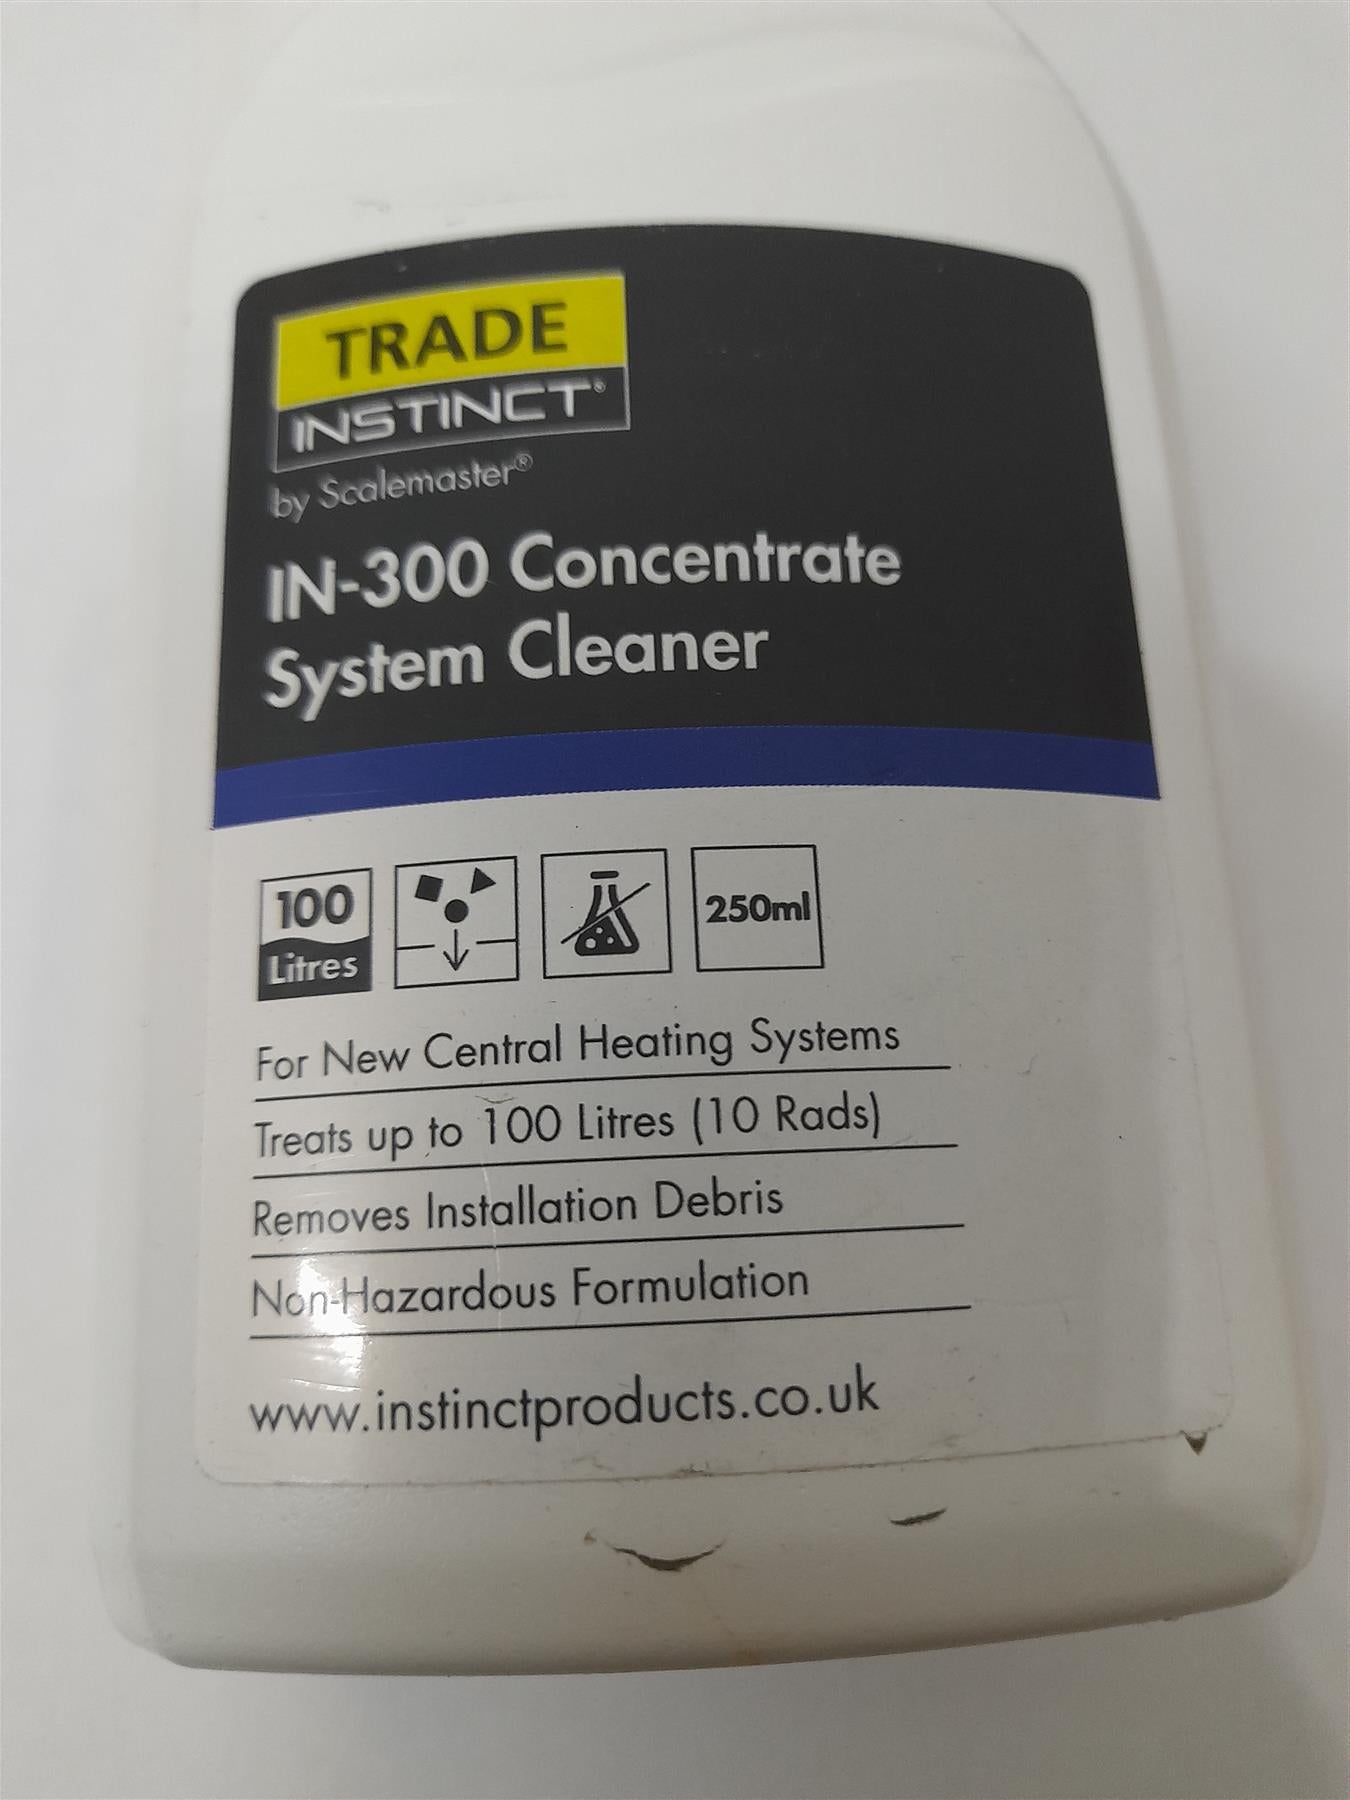 TRADE
INSTINCT®
by Scalemaster®
IN-300 Concentrate
System Cleaner
100
Litres
250ml
For New Central Heating Systems
Treats up to 100 Litres (10 Rads)
Removes Installation Debris
Non-Hazardous Formulation
www.instinctproducts.co.uk